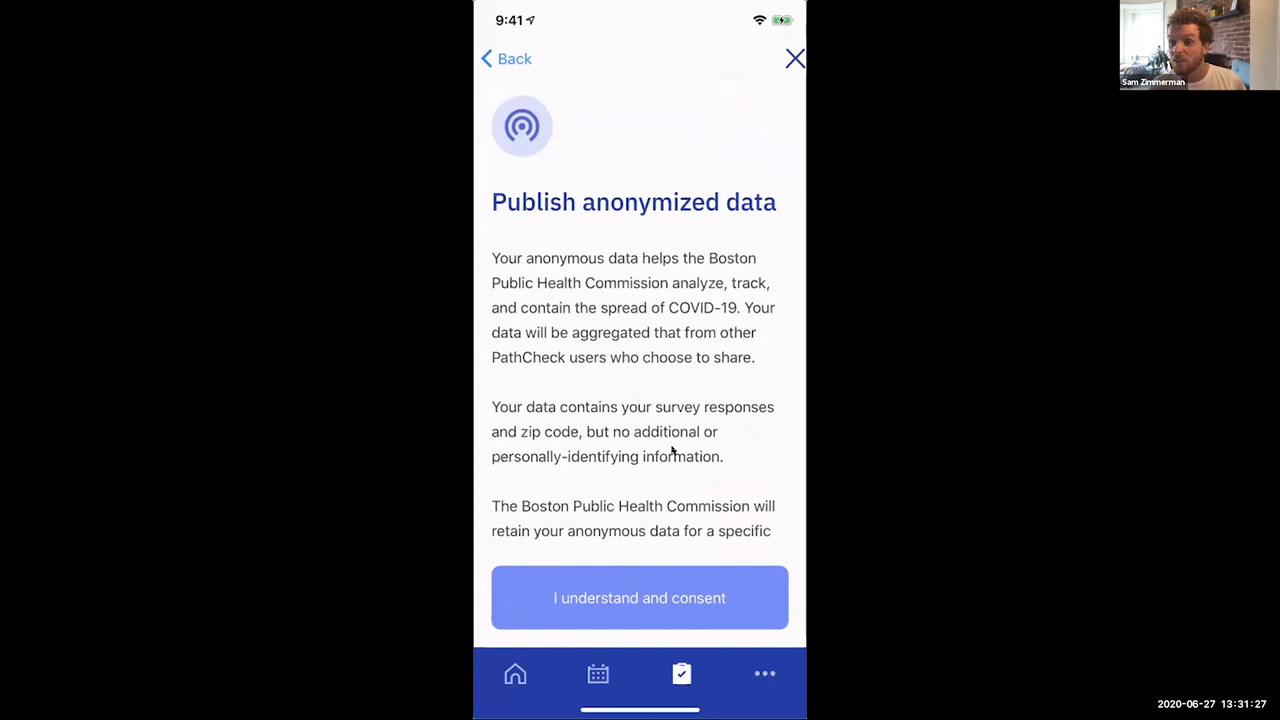 9:41
Back
Sam Zimmerman
Publish anonymized data
Your anonymous data helps the Boston
Public Health Commission analyze, track,
and contain the spread of COVID-19. Your
data will be aggregated that from other
PathCheck users who choose to share.
Your data contains your survey responses
and zip code, but no additional or
personally-identifying information.
The Boston Public Health Commission will
retain your anonymous data for a specific
I understand and consent
2020-06-27 13:31:27